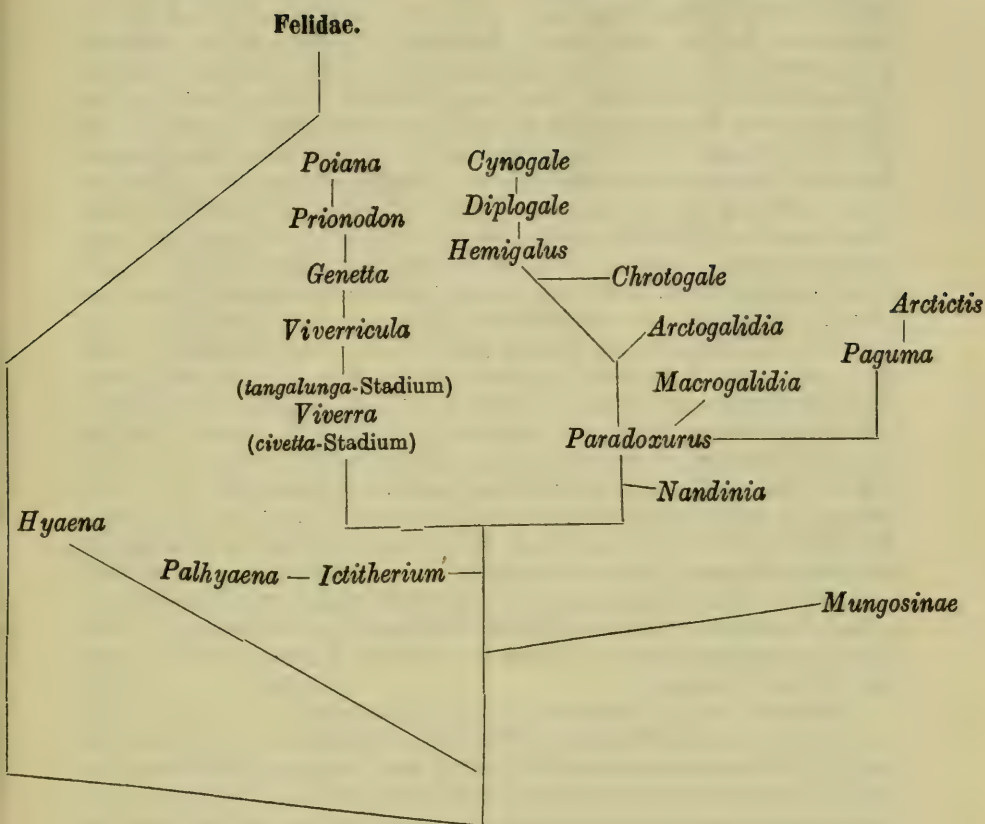 Felidae.
Poiana
Cynogale
Prionodon
Diplogale
Hemigalus
Genetta
Chrotogale
Arctictis
Viverricula
Arctogalidia
Paguma
(tangalunga-Stadium)
Macrogalidia
Viverra
(civetta-Stadium)
Paradoxurus
Nandinia
Hyaena
Palhyaena — Ictitherium
Mungosinae